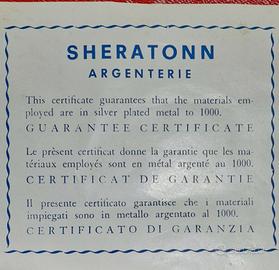 SHERATONN
ARGENTERIE
This certificate guarantees that the materials em-
ployed are in silver plated metal to 1000.
GUARANTEE CERTIFICATE
Le prèsent certificat donne la garantie que les ma-
tériaux employés sont en métal argenté au 1000.
CERTIFICAT DE GARANTIE
Il presente certificato garantisce che i materiali
impiegati sono in metallo argentato al 1000.
CERTIFICATO DI GARANZIA